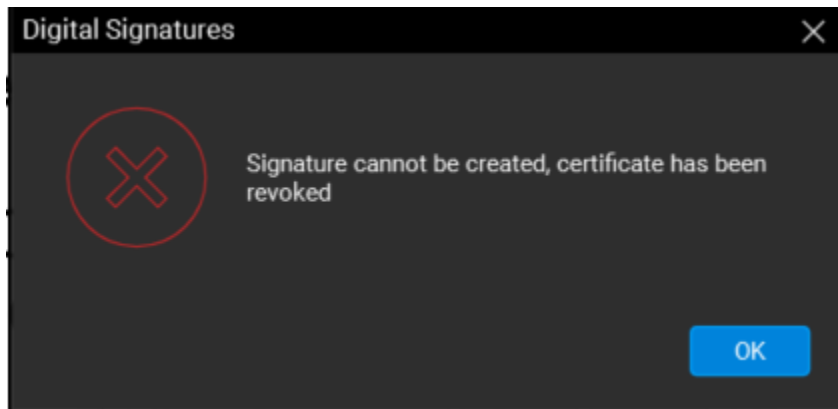 Digital Signatures
Signature cannot be created, certificate has been
revoked
OK